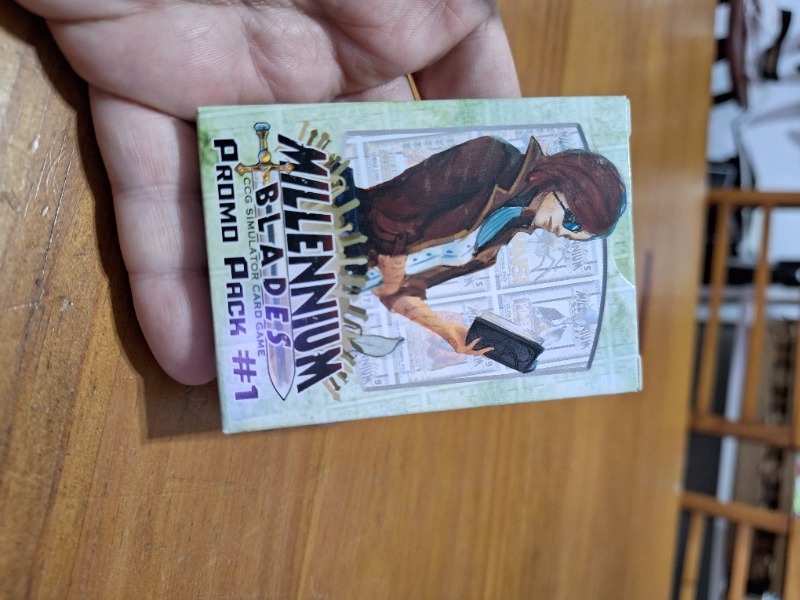 MILLENNIUM
BLADES
CCG SIMULATOR CARD GAME
PROMO PACK #1